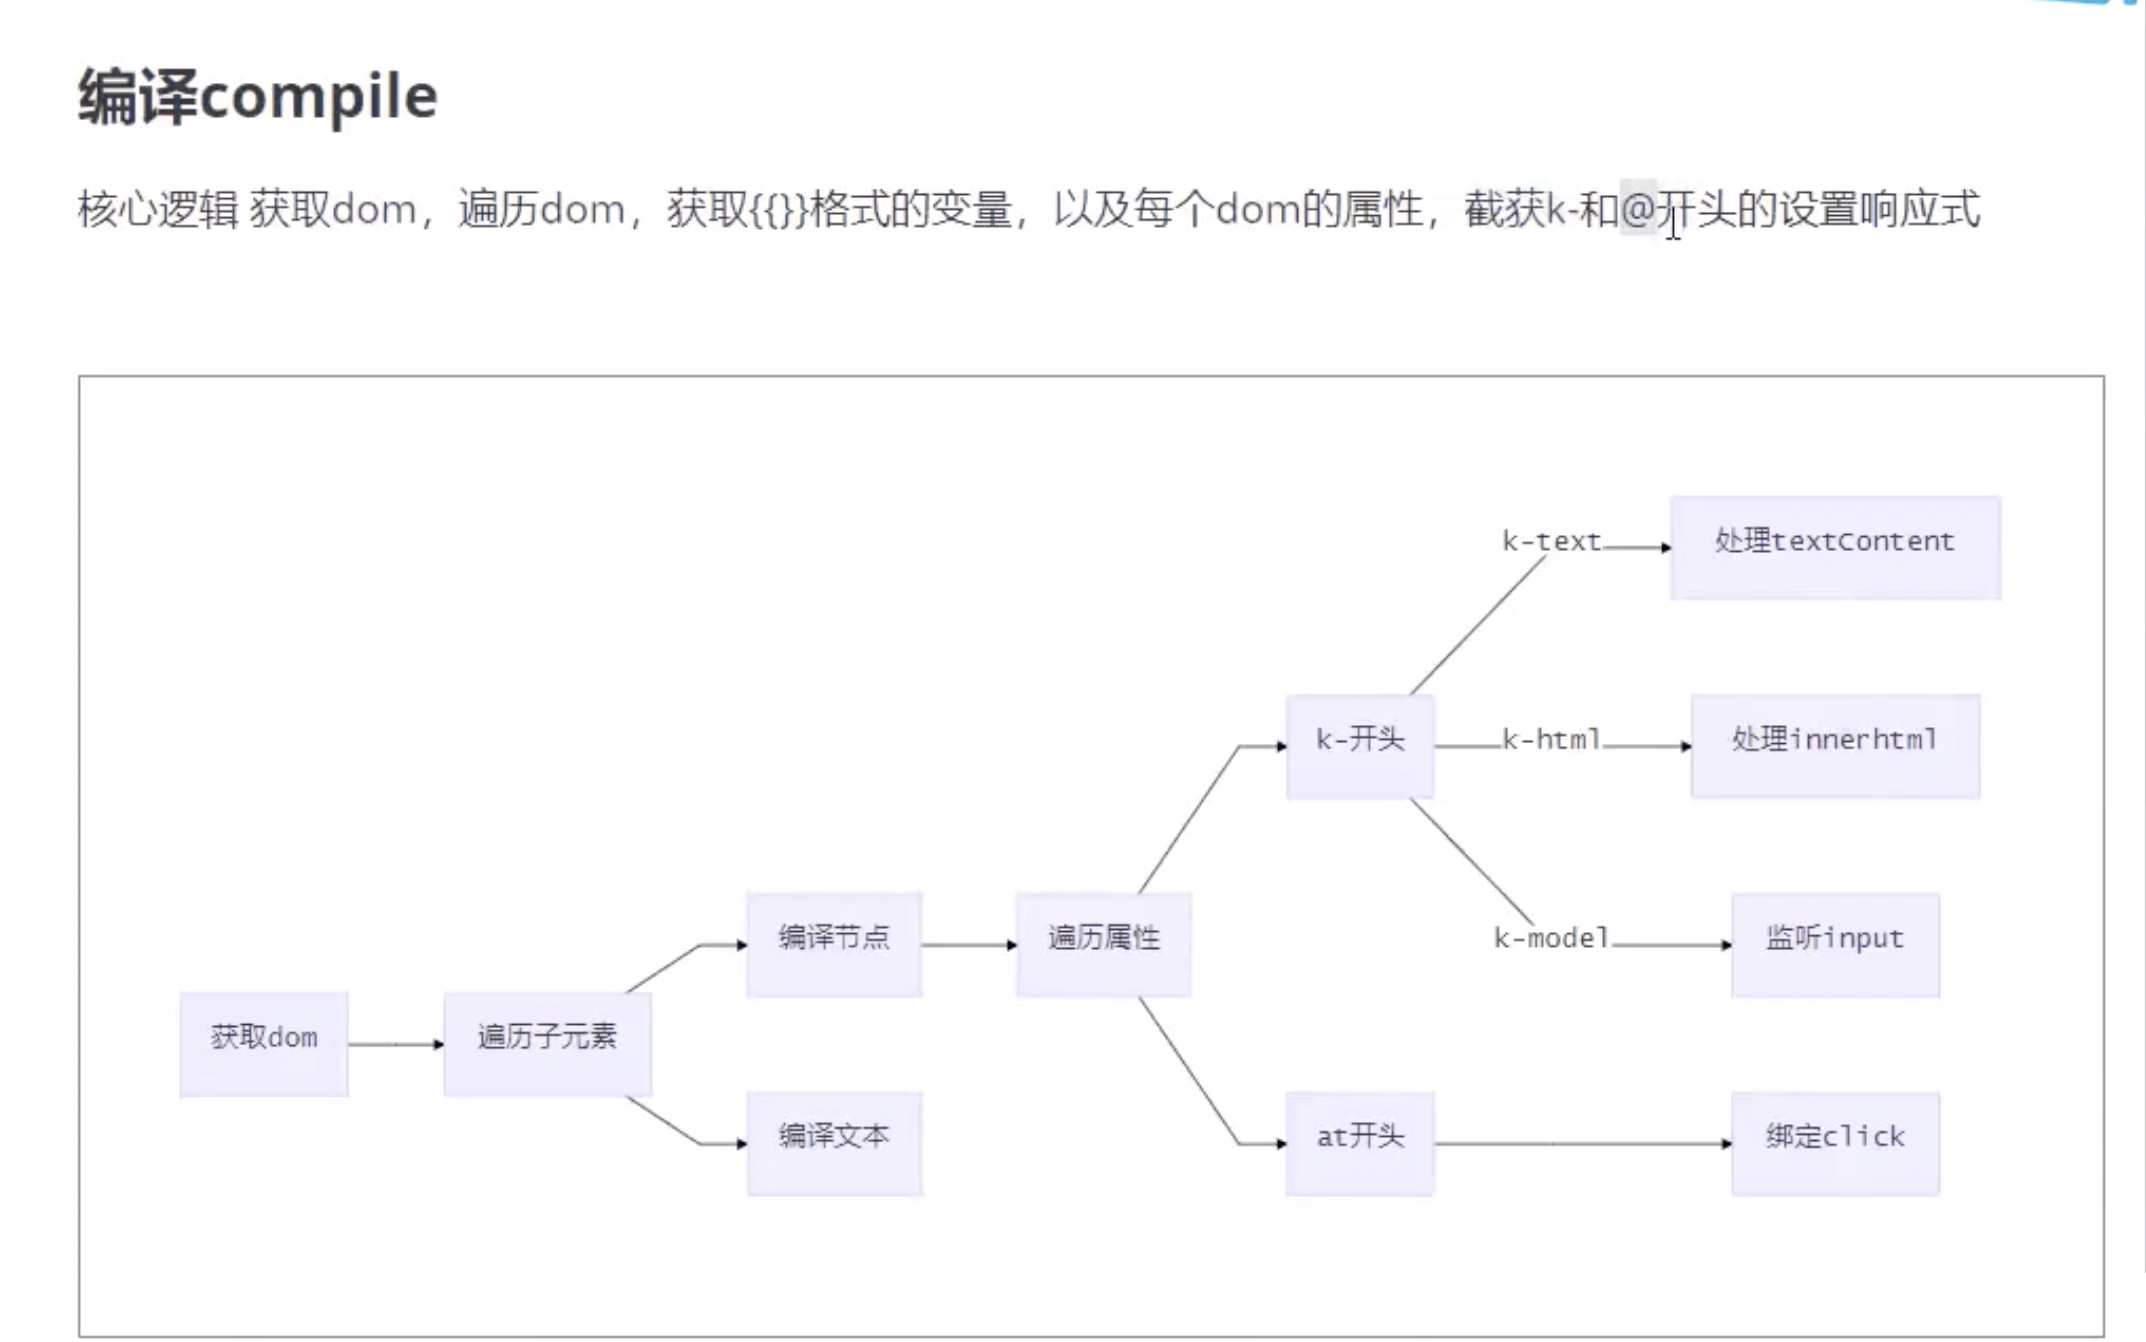 编译compile
核心逻辑 获取dom，遍历dom，获取{{}}格式的变量，以及每个dom的属性，截获k-和@开头的设置响应式
k-text
处理textContent
k-开头
k-html
处理innerhtml
编译节点
遍历属性
k-model
监听input
获取dom
遍历子元素
编译文本
at开头
绑定click